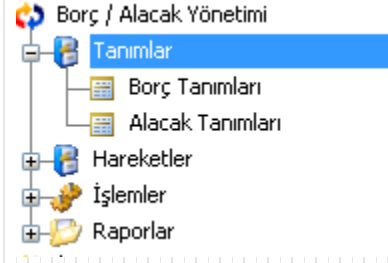 Borç / Alacak Yönetimi
Tanımlar
Borç Tanımları
Alacak Tanımları
Hareketler
İşlemler
Raporlar